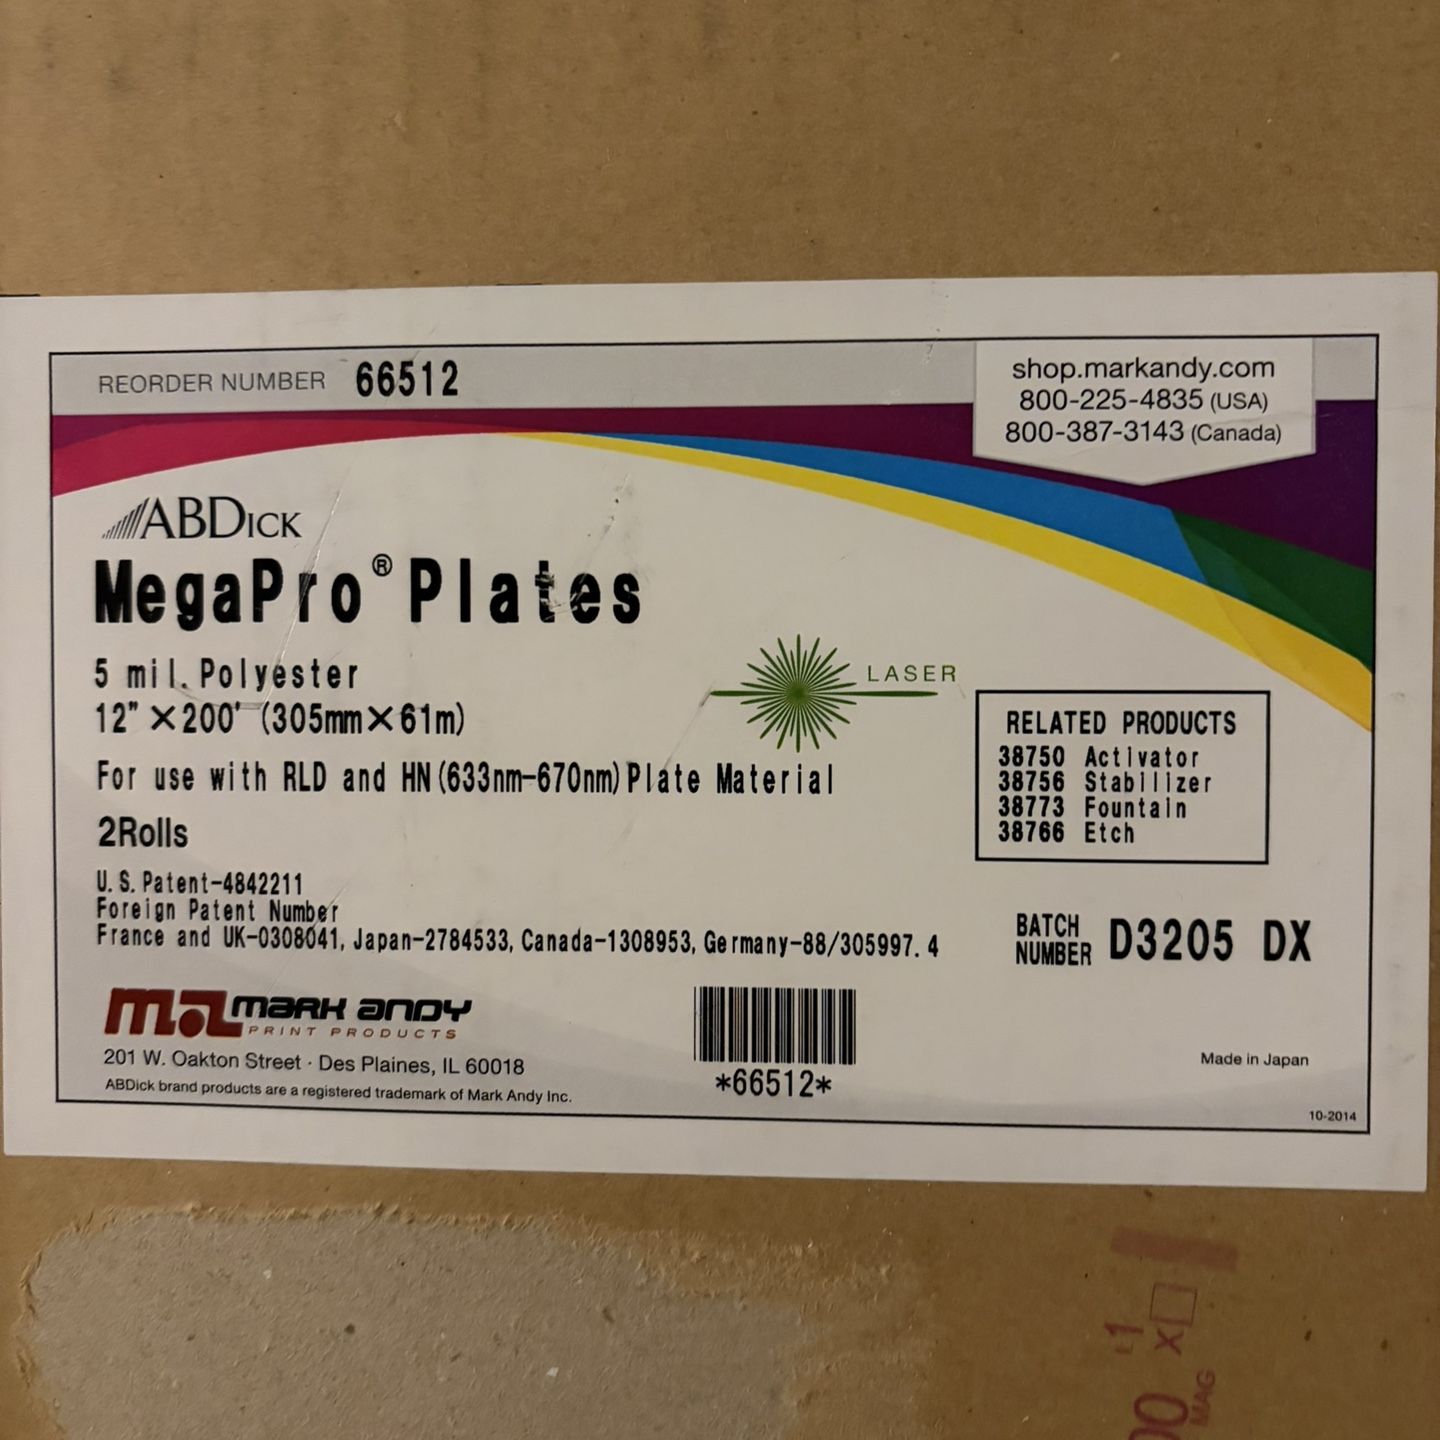 REORDER NUMBER 66512
shop.markandy.com
800-225-4835 (USA)
800-387-3143 (Canada)
ABDICK
MegaPro® Plates
5 mil. Polyester
12" ×200' (305mm×61m)
LASER
For use with RLD and HN(633nm-670nm)Plate Material
2Rolls
RELATED PRODUCTS
38750 Activator
38756 Stabilizer
38773 Fountain
38766 Etch
U.S. Patent-4842211
Foreign Patent Number
France and UK-0308041, Japan-2784533, Canada-1308953, Germany-88/305997.4
BATCH NUMBER D3205 DX
ma mark andy
PRINT PRODUCTS
201 W. Oakton Street · Des Plaines, IL 60018
ABDick brand products are a registered trademark of Mark Andy Inc.
*66512*
Made in Japan
10-2014
MAG